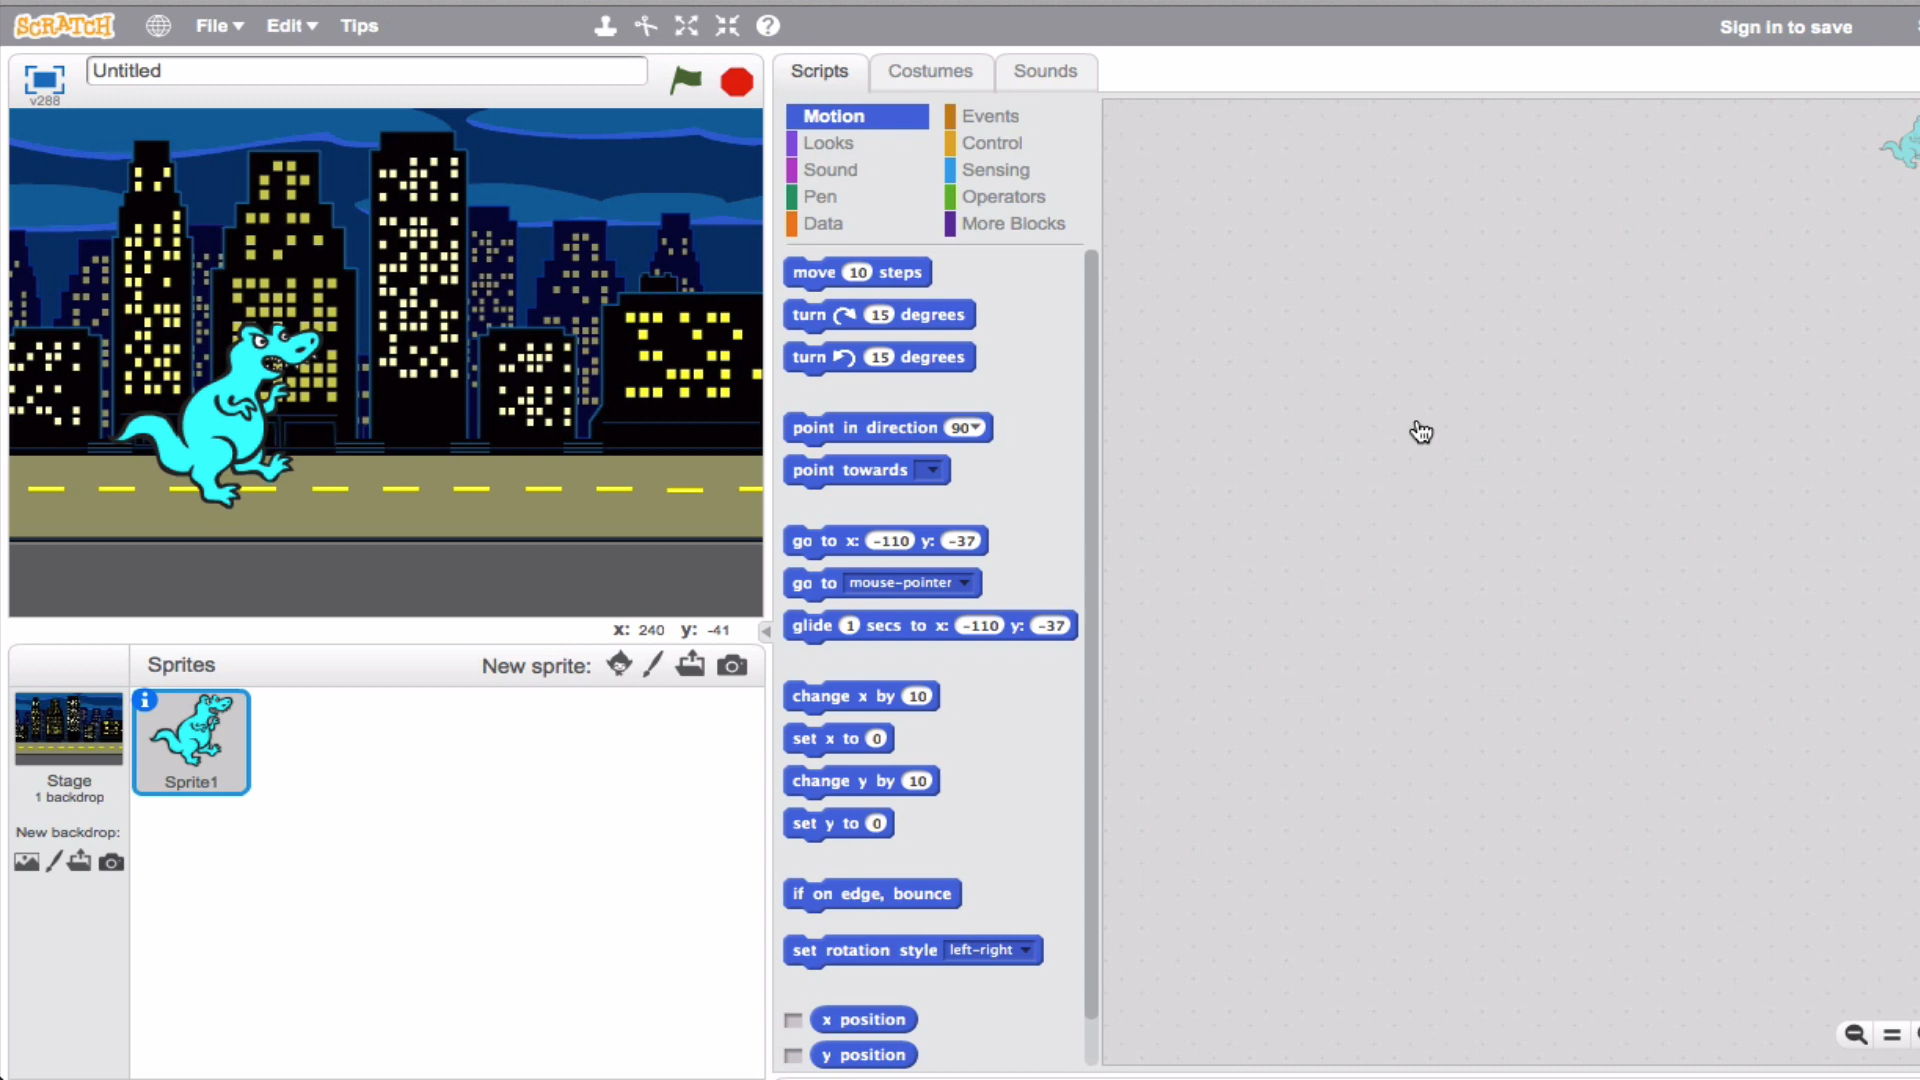 SCRATCH File Edit Tips Sign in to save
v288
Untitled
Scripts Costumes Sounds
Motion Events
Looks Control
Sound Sensing
Pen Operators
Data More Blocks
move 10 steps
turn 15 degrees
turn 15 degrees
point in direction 90
point towards
go to x: -110 y: -37
go to mouse-pointer
glide 1 secs to x: -110 y: -37
change x by 10
set x to 0
change y by 10
set y to 0
if on edge, bounce
set rotation style left-right
x position
y position
x: 240 y: -41
Sprites New sprite:
Sprite1
Stage
1 backdrop
New backdrop: